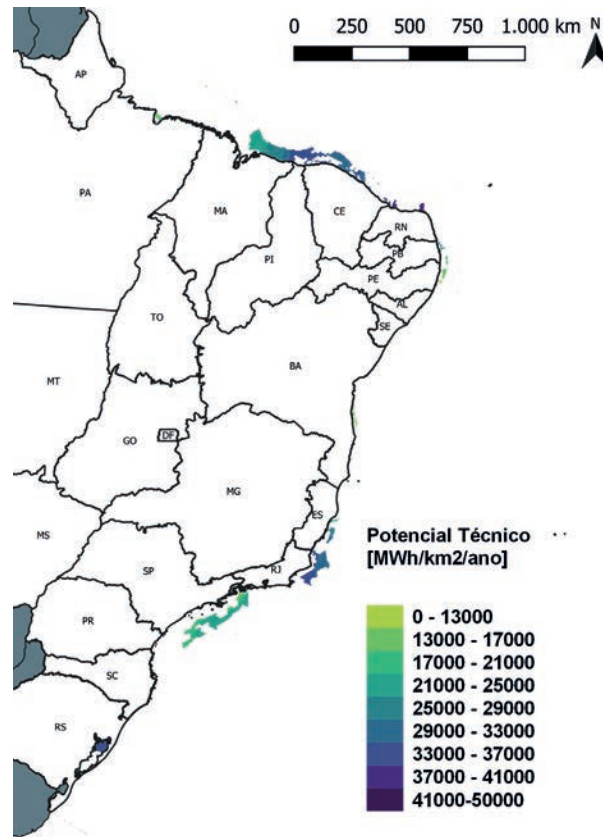 0 250 500 750 1.000 km
N
AP
PA
MA
CE
RN
PB
PI
PE
AL
SE
TO
BA
MT
GO
DF
MG
ES
MS
SP
RJ
PR
SC
RS
Potencial Técnico
[MWh/km2/ano]
0 - 13000
13000 - 17000
17000 - 21000
21000 - 25000
25000 - 29000
29000 - 33000
33000 - 37000
37000 - 41000
41000-50000